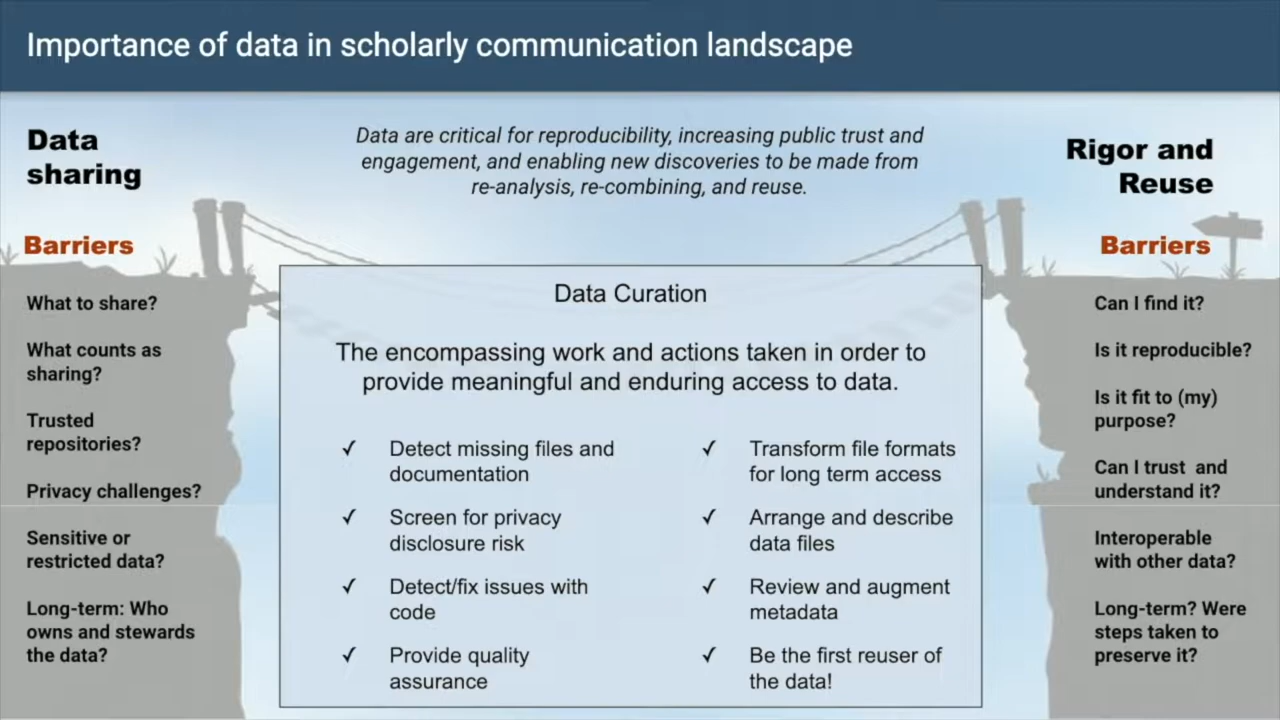 Importance of data in scholarly communication landscape
Data
sharing
Data are critical for reproducibility, increasing public trust and
engagement, and enabling new discoveries to be made from
re-analysis, re-combining, and reuse.
Rigor and
Reuse
Barriers
What to share?
What counts as
sharing?
Trusted
repositories?
Privacy challenges?
Sensitive or
restricted data?
Long-term: Who
owns and stewards
the data?
Data Curation
The encompassing work and actions taken in order to
provide meaningful and enduring access to data.
✓ Detect missing files and
documentation
✓ Screen for privacy
disclosure risk
✓ Detect/fix issues with
code
✓ Provide quality
assurance
✓ Transform file formats
for long term access
✓ Arrange and describe
data files
✓ Review and augment
metadata
✓ Be the first reuser of
the data!
Barriers
Can I find it?
Is it reproducible?
Is it fit to (my)
purpose?
Can I trust and
understand it?
Interoperable
with other data?
Long-term? Were
steps taken to
preserve it?